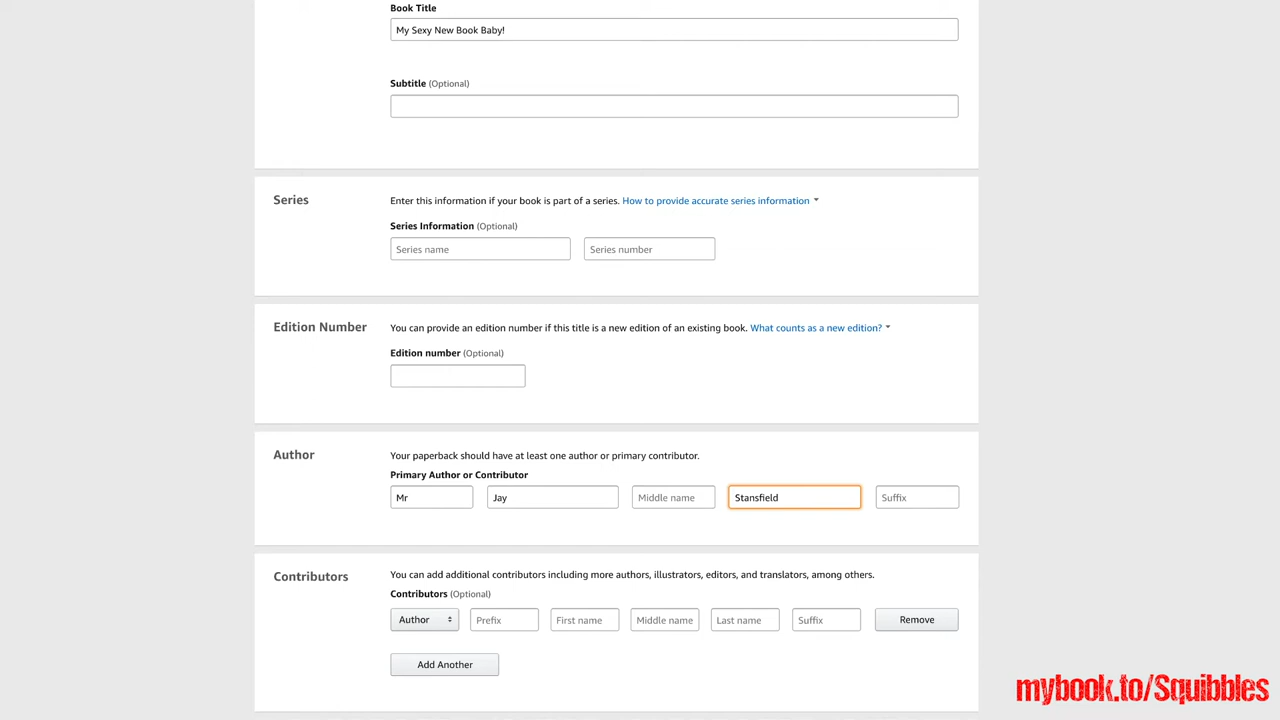 Book Title
My Sexy New Book Baby!
Subtitle (Optional)
Series
Enter this information if your book is part of a series. How to provide accurate series information
Series Information (Optional)
Series name
Series number
Edition Number
You can provide an edition number if this title is a new edition of an existing book. What counts as a new edition?
Edition number (Optional)
Author
Your paperback should have at least one author or primary contributor.
Primary Author or Contributor
Mr
Jay
Middle name
Stansfield
Suffix
Contributors
You can add additional contributors including more authors, illustrators, editors, and translators, among others.
Contributors (Optional)
Author
Prefix
First name
Middle name
Last name
Suffix
Remove
Add Another
mybook.to/Squibbles